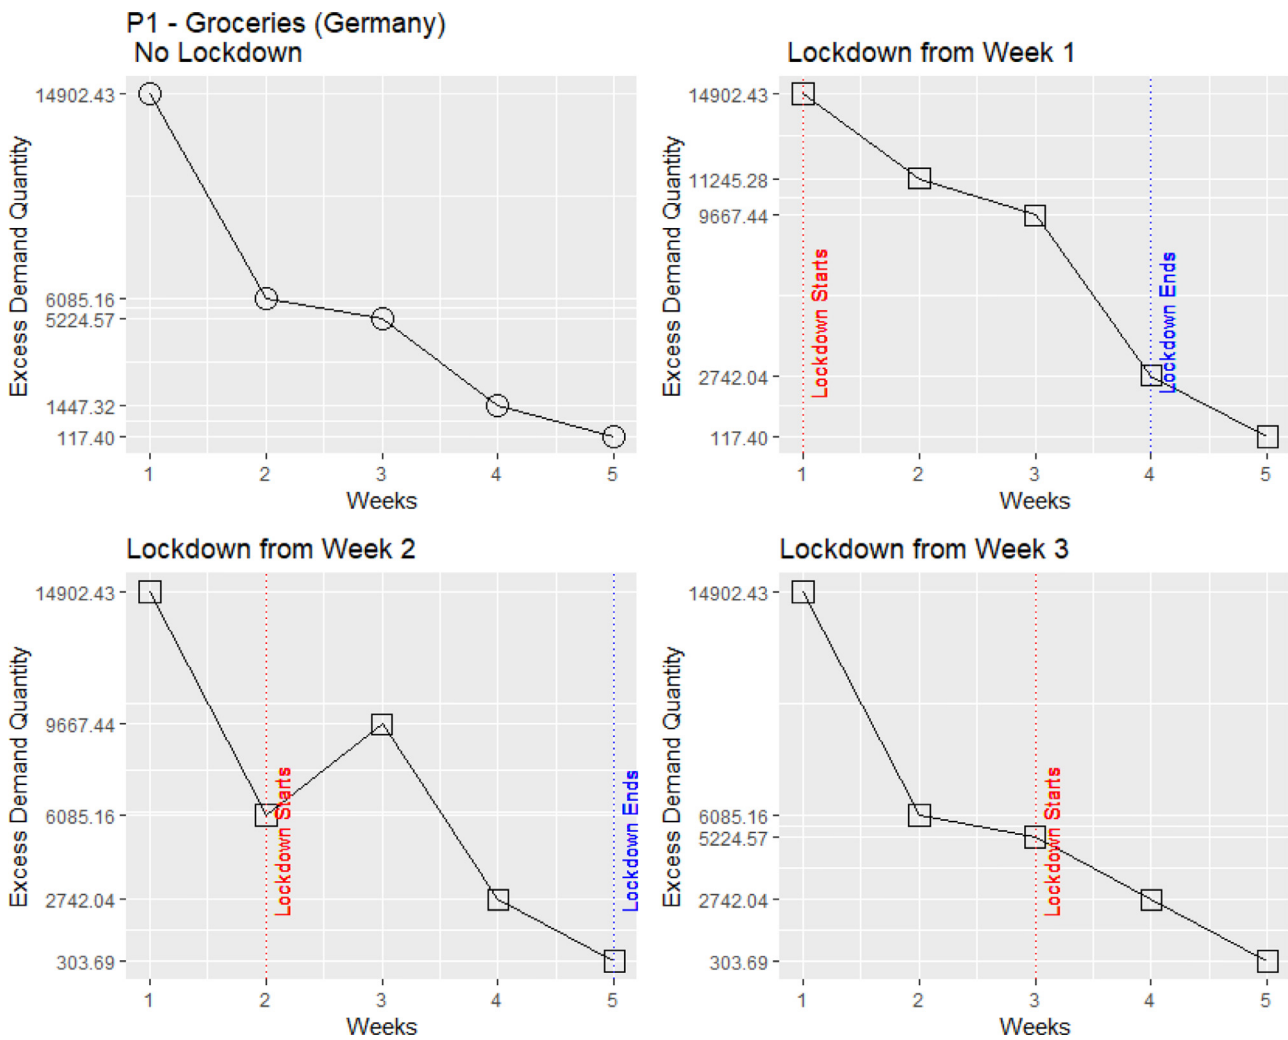 P1 - Groceries (Germany)
No Lockdown
Excess Demand Quantity
14902.43
6085.16
5224.57
1447.32
117.40
1 2 3 4 5
Weeks
Lockdown from Week 1
Excess Demand Quantity
14902.43
11245.28
9667.44
2742.04
117.40
Lockdown Starts
Lockdown Ends
1 2 3 4 5
Weeks
Lockdown from Week 2
Excess Demand Quantity
14902.43
9667.44
6085.16
2742.04
303.69
Lockdown Starts
Lockdown Ends
1 2 3 4 5
Weeks
Lockdown from Week 3
Excess Demand Quantity
14902.43
6085.16
5224.57
2742.04
303.69
Lockdown Starts
1 2 3 4 5
Weeks